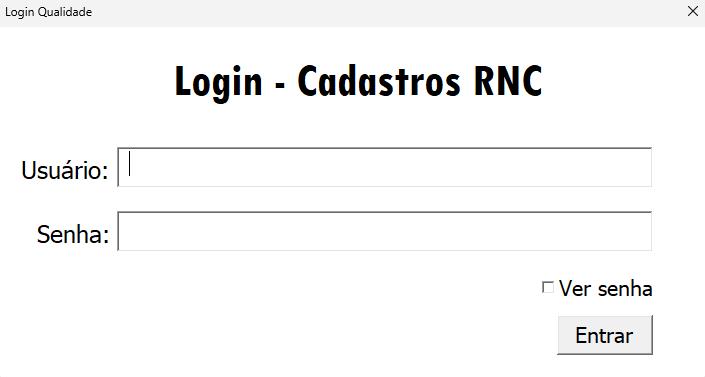 Login Qualidade
Login - Cadastros RNC
Usuário:
Senha:
Ver senha
Entrar